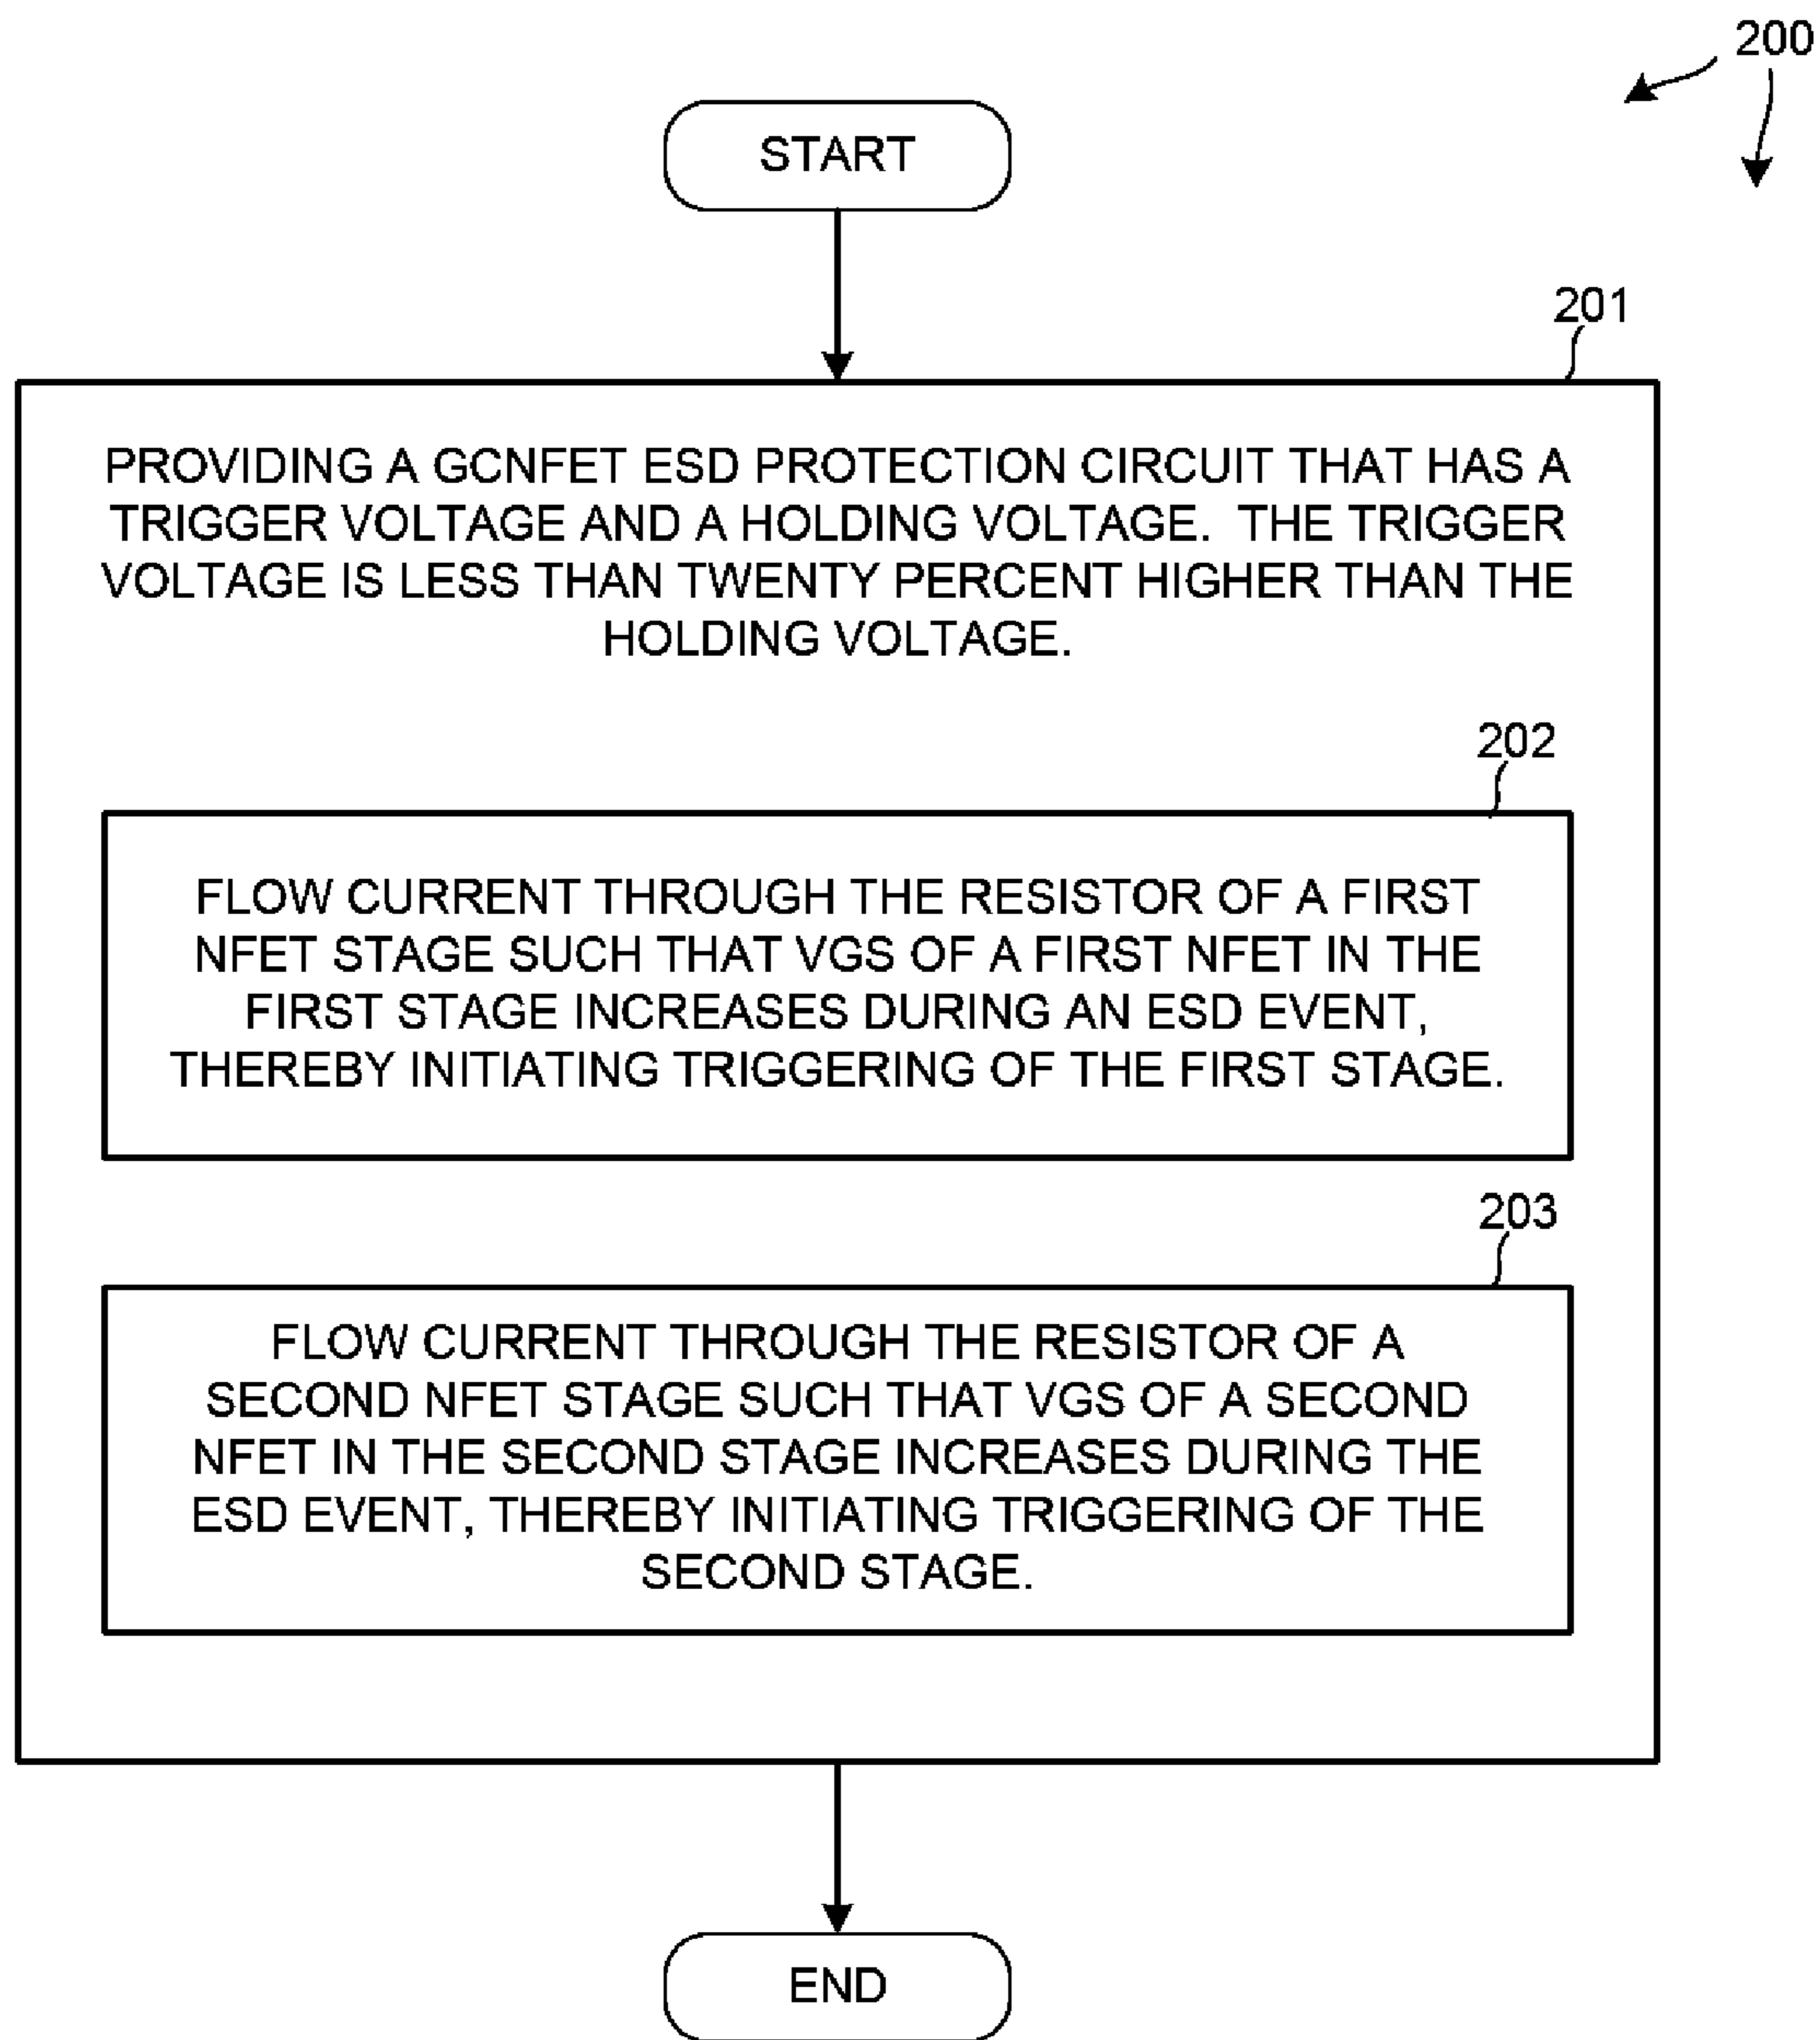 200
START
201
PROVIDING A GCNFET ESD PROTECTION CIRCUIT THAT HAS A
TRIGGER VOLTAGE AND A HOLDING VOLTAGE.  THE TRIGGER
VOLTAGE IS LESS THAN TWENTY PERCENT HIGHER THAN THE
HOLDING VOLTAGE.
202
FLOW CURRENT THROUGH THE RESISTOR OF A FIRST
NFET STAGE SUCH THAT VGS OF A FIRST NFET IN THE
FIRST STAGE INCREASES DURING AN ESD EVENT,
THEREBY INITIATING TRIGGERING OF THE FIRST STAGE.
203
FLOW CURRENT THROUGH THE RESISTOR OF A
SECOND NFET STAGE SUCH THAT VGS OF A SECOND
NFET IN THE SECOND STAGE INCREASES DURING THE
ESD EVENT, THEREBY INITIATING TRIGGERING OF THE
SECOND STAGE.
END